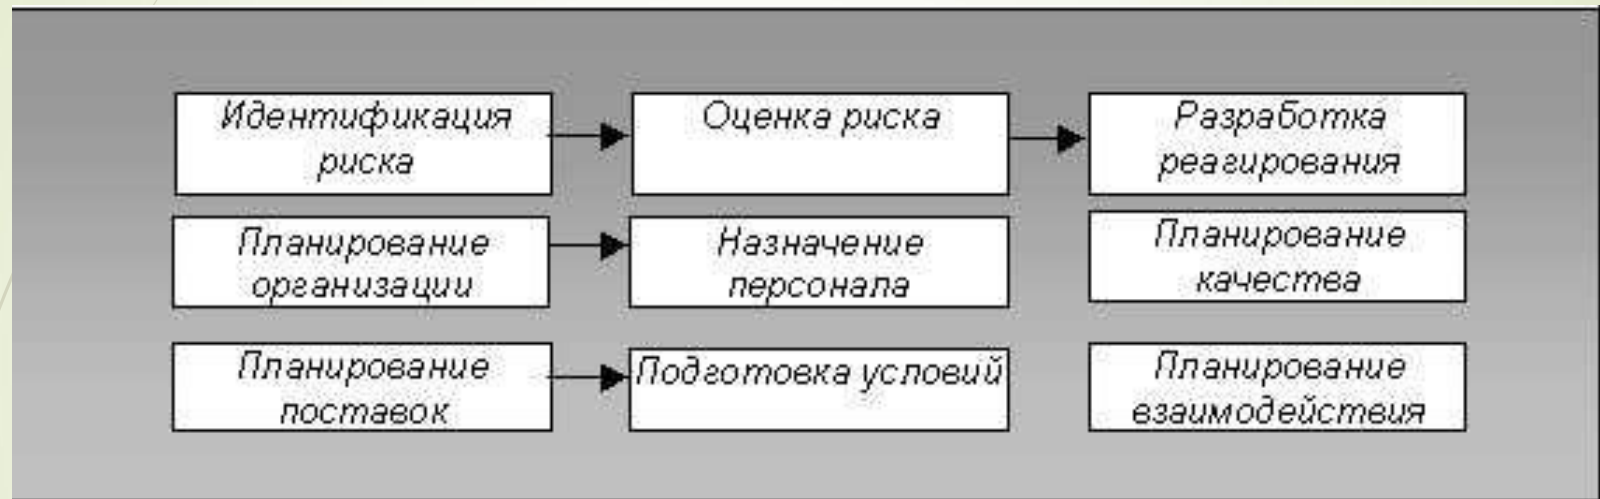 Идентификация
риска
Оценка риска
Разработка
реагирования
Планирование
организации
Назначение
персонала
Планирование
качества
Планирование
поставок
Подготовка условий
Планирование
взаимодействия